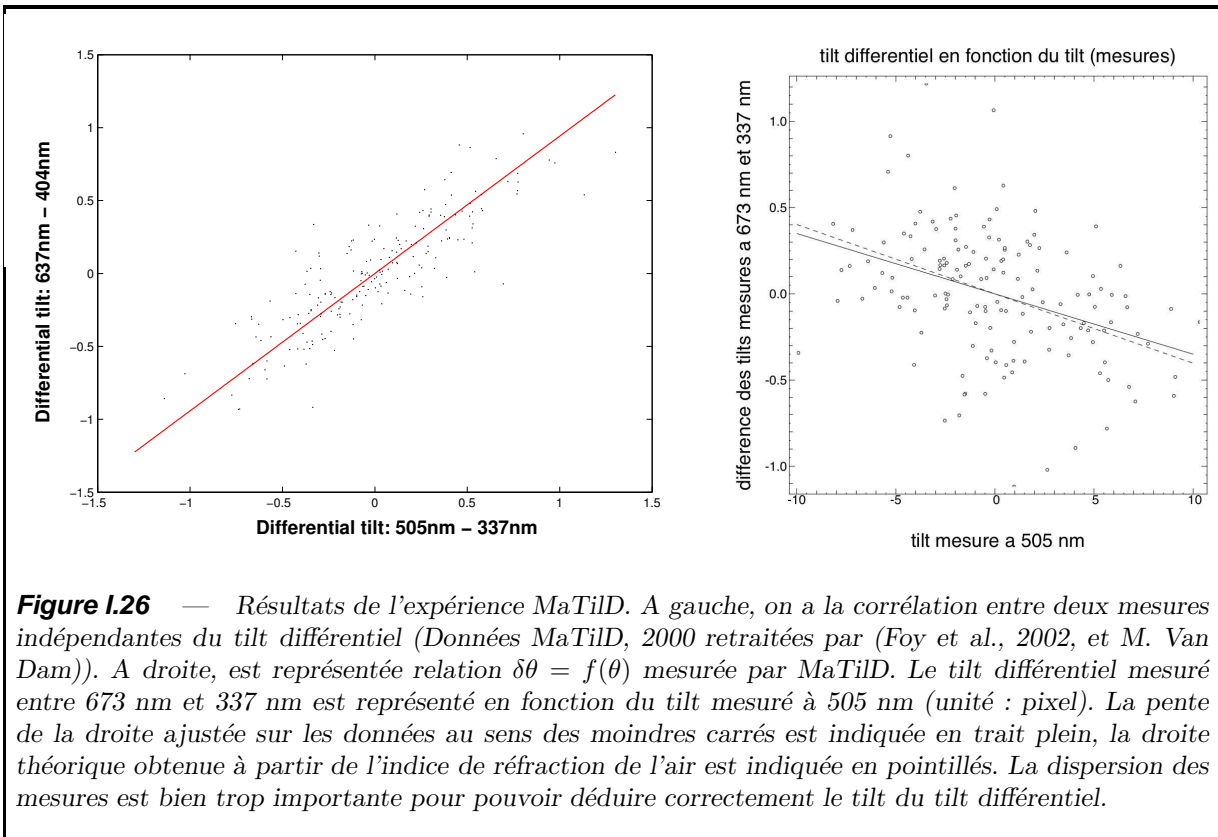 1.5
1
0.5
0
−0.5
−1
−1.5
−1.5
−1
−0.5
0
0.5
1
1.5
Differential tilt: 637nm − 404nm
Differential tilt: 505nm − 337nm
tilt differentiel en fonction du tilt (mesures)
difference des tilts mesures a 673 nm et 337 nm
1.0
0.5
0.0
-0.5
-1.0
-10
-5
0
5
10
tilt mesure a 505 nm
Figure I.26 — Résultats de l'expérience MaTilD. A gauche, on a la corrélation entre deux mesures
indépendantes du tilt différentiel (Données MaTilD, 2000 retraitées par (Foy et al., 2002, et M. Van
Dam)). A droite, est représentée relation δθ = f(θ) mesurée par MaTilD. Le tilt différentiel mesuré
entre 673 nm et 337 nm est représenté en fonction du tilt mesuré à 505 nm (unité : pixel). La pente
de la droite ajustée sur les données au sens des moindres carrés est indiquée en trait plein, la droite
théorique obtenue à partir de l'indice de réfraction de l'air est indiquée en pointillés. La dispersion des
mesures est bien trop importante pour pouvoir déduire correctement le tilt du tilt différentiel.